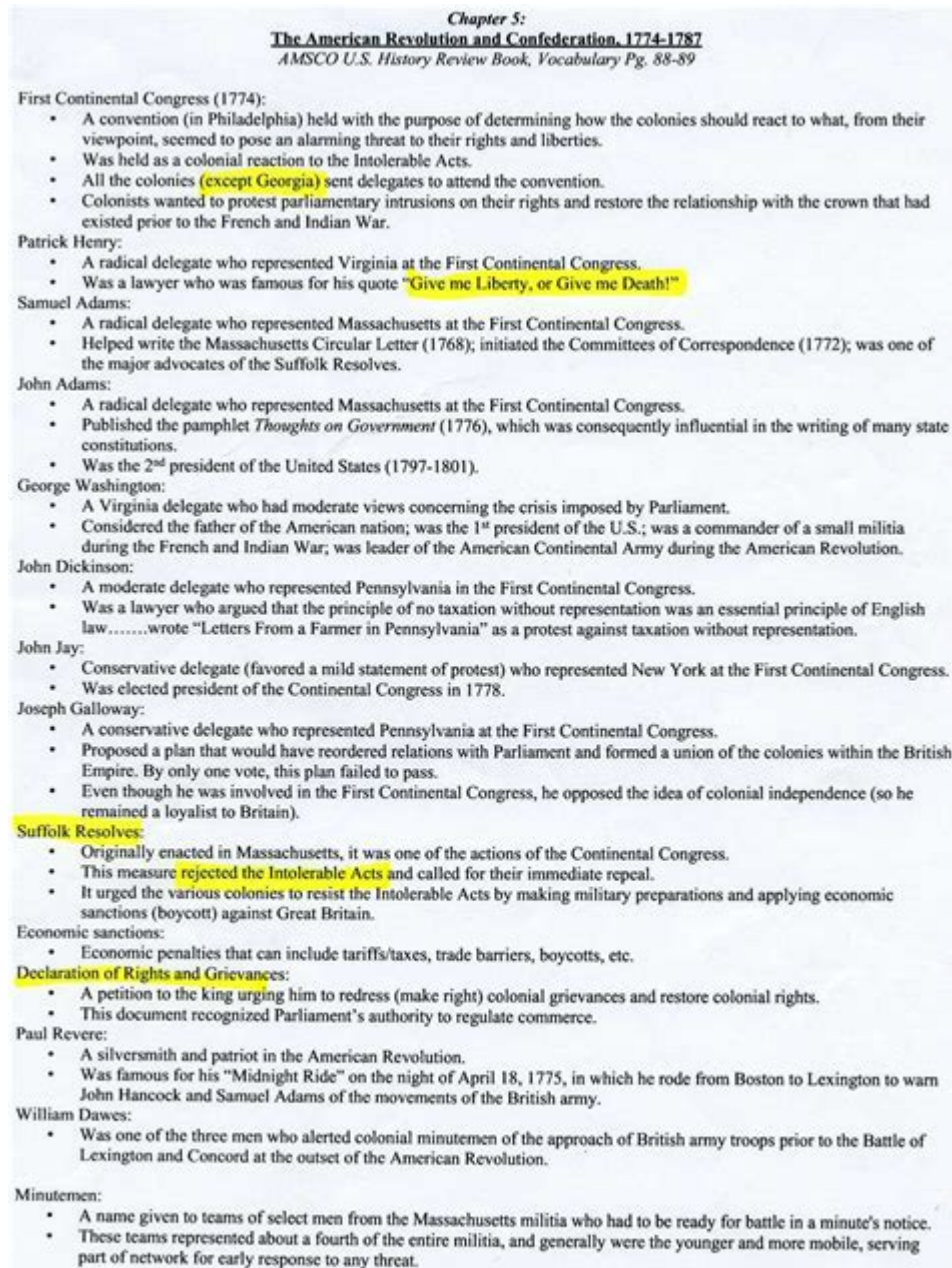 Chapter 5:
The American Revolution and Confederation, 1774-1787
AMSCO U.S. History Review Book, Vocabulary Pg. 88-89
First Continental Congress (1774):
• A convention (in Philadelphia) held with the purpose of determining how the colonies should react to what, from their
viewpoint, seemed to pose an alarming threat to their rights and liberties.
• Was held as a colonial reaction to the Intolerable Acts.
• All the colonies (except Georgia) sent delegates to attend the convention.
• Colonists wanted to protest parliamentary intrusions on their rights and restore the relationship with the crown that had
existed prior to the French and Indian War.
Patrick Henry:
• A radical delegate who represented Virginia at the First Continental Congress.
• Was a lawyer who was famous for his quote "Give me Liberty, or Give me Death!"
Samuel Adams:
• A radical delegate who represented Massachusetts at the First Continental Congress.
• Helped write the Massachusetts Circular Letter (1768); initiated the Committees of Correspondence (1772); was one of
the major advocates of the Suffolk Resolves.
John Adams:
• A radical delegate who represented Massachusetts at the First Continental Congress.
• Published the pamphlet Thoughts on Government (1776), which was consequently influential in the writing of many state
constitutions.
• Was the 2nd president of the United States (1797-1801).
George Washington:
• A Virginia delegate who had moderate views concerning the crisis imposed by Parliament.
• Considered the father of the American nation; was the 1st president of the U.S.; was a commander of a small militia
during the French and Indian War; was leader of the American Continental Army during the American Revolution.
John Dickinson:
• A moderate delegate who represented Pennsylvania in the First Continental Congress.
• Was a lawyer who argued that the principle of no taxation without representation was an essential principle of English
law.......wrote "Letters From a Farmer in Pennsylvania" as a protest against taxation without representation.
John Jay:
• Conservative delegate (favored a mild statement of protest) who represented New York at the First Continental Congress.
• Was elected president of the Continental Congress in 1778.
Joseph Galloway:
• A conservative delegate who represented Pennsylvania at the First Continental Congress.
• Proposed a plan that would have reordered relations with Parliament and formed a union of the colonies within the British
Empire. By only one vote, this plan failed to pass.
• Even though he was involved in the First Continental Congress, he opposed the idea of colonial independence (so he
remained a loyalist to Britain).
Suffolk Resolves:
• Originally enacted in Massachusetts, it was one of the actions of the Continental Congress.
• This measure rejected the Intolerable Acts and called for their immediate repeal.
• It urged the various colonies to resist the Intolerable Acts by making military preparations and applying economic
sanctions (boycott) against Great Britain.
Economic sanctions:
• Economic penalties that can include tariffs/taxes, trade barriers, boycotts, etc.
Declaration of Rights and Grievances:
• A petition to the king urging him to redress (make right) colonial grievances and restore colonial rights.
• This document recognized Parliament's authority to regulate commerce.
Paul Revere:
• A silversmith and patriot in the American Revolution.
• Was famous for his "Midnight Ride" on the night of April 18, 1775, in which he rode from Boston to Lexington to warn
John Hancock and Samuel Adams of the movements of the British army.
William Dawes:
• Was one of the three men who alerted colonial minutemen of the approach of British army troops prior to the Battle of
Lexington and Concord at the outset of the American Revolution.
Minutemen:
• A name given to teams of select men from the Massachusetts militia who had to be ready for battle in a minute's notice.
• These teams represented about a fourth of the entire militia, and generally were the younger and more mobile, serving
part of network for early response to any threat.